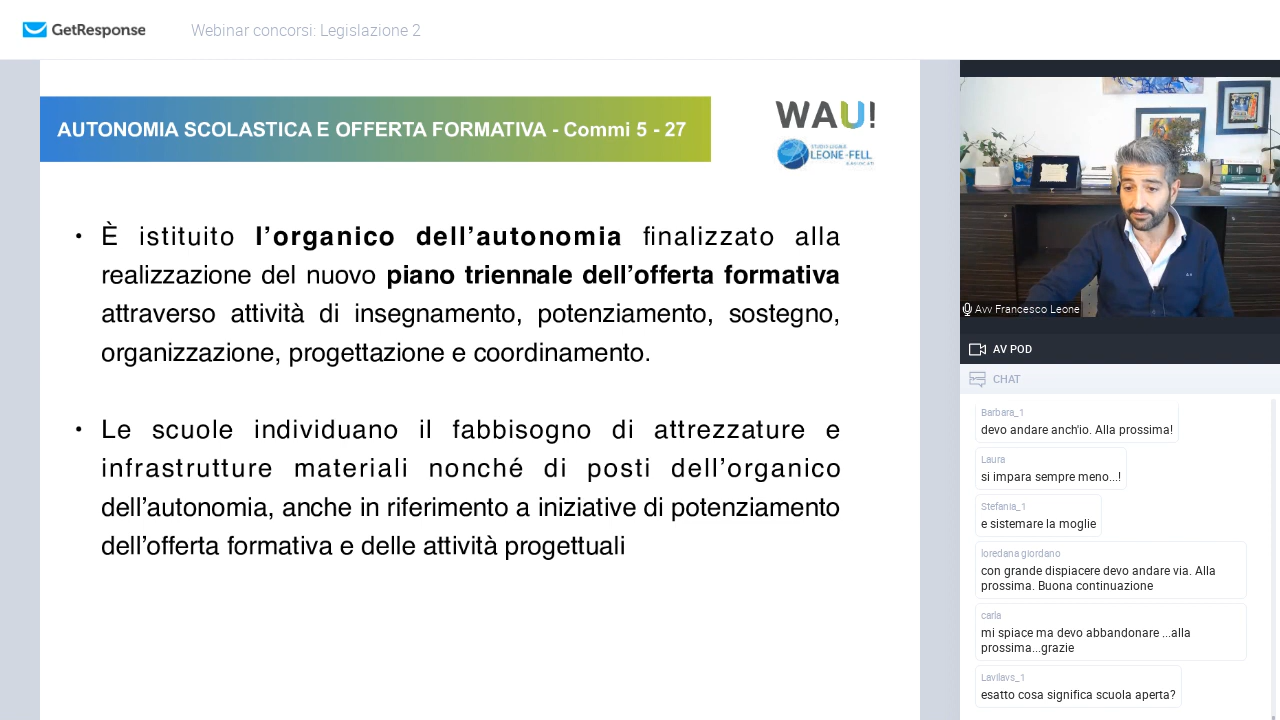 GetResponse
Webinar concorsi: Legislazione 2
AUTONOMIA SCOLASTICA E OFFERTA FORMATIVA - Commi 5 - 27
WAU!
STUDIO LEGALE
LEONE-FELL
• È istituito l’organico dell’autonomia finalizzato alla
realizzazione del nuovo piano triennale dell’offerta formativa
attraverso attività di insegnamento, potenziamento, sostegno,
organizzazione, progettazione e coordinamento.
• Le scuole individuano il fabbisogno di attrezzature e
infrastrutture materiali nonché di posti dell’organico
dell’autonomia, anche in riferimento a iniziative di potenziamento
dell’offerta formativa e delle attività progettuali
Avv Francesco Leone
AV POD
CHAT
Barbara_1
devo andare anch'io. Alla prossima!
Laura
si impara sempre meno...!
Stefania_1
e sistemare la moglie
loredana giordano
con grande dispiacere devo andare via. Alla
prossima. Buona continuazione
carla
mi spiace ma devo abbandonare ...alla
prossima...grazie
Lavilavs_1
esatto cosa significa scuola aperta?